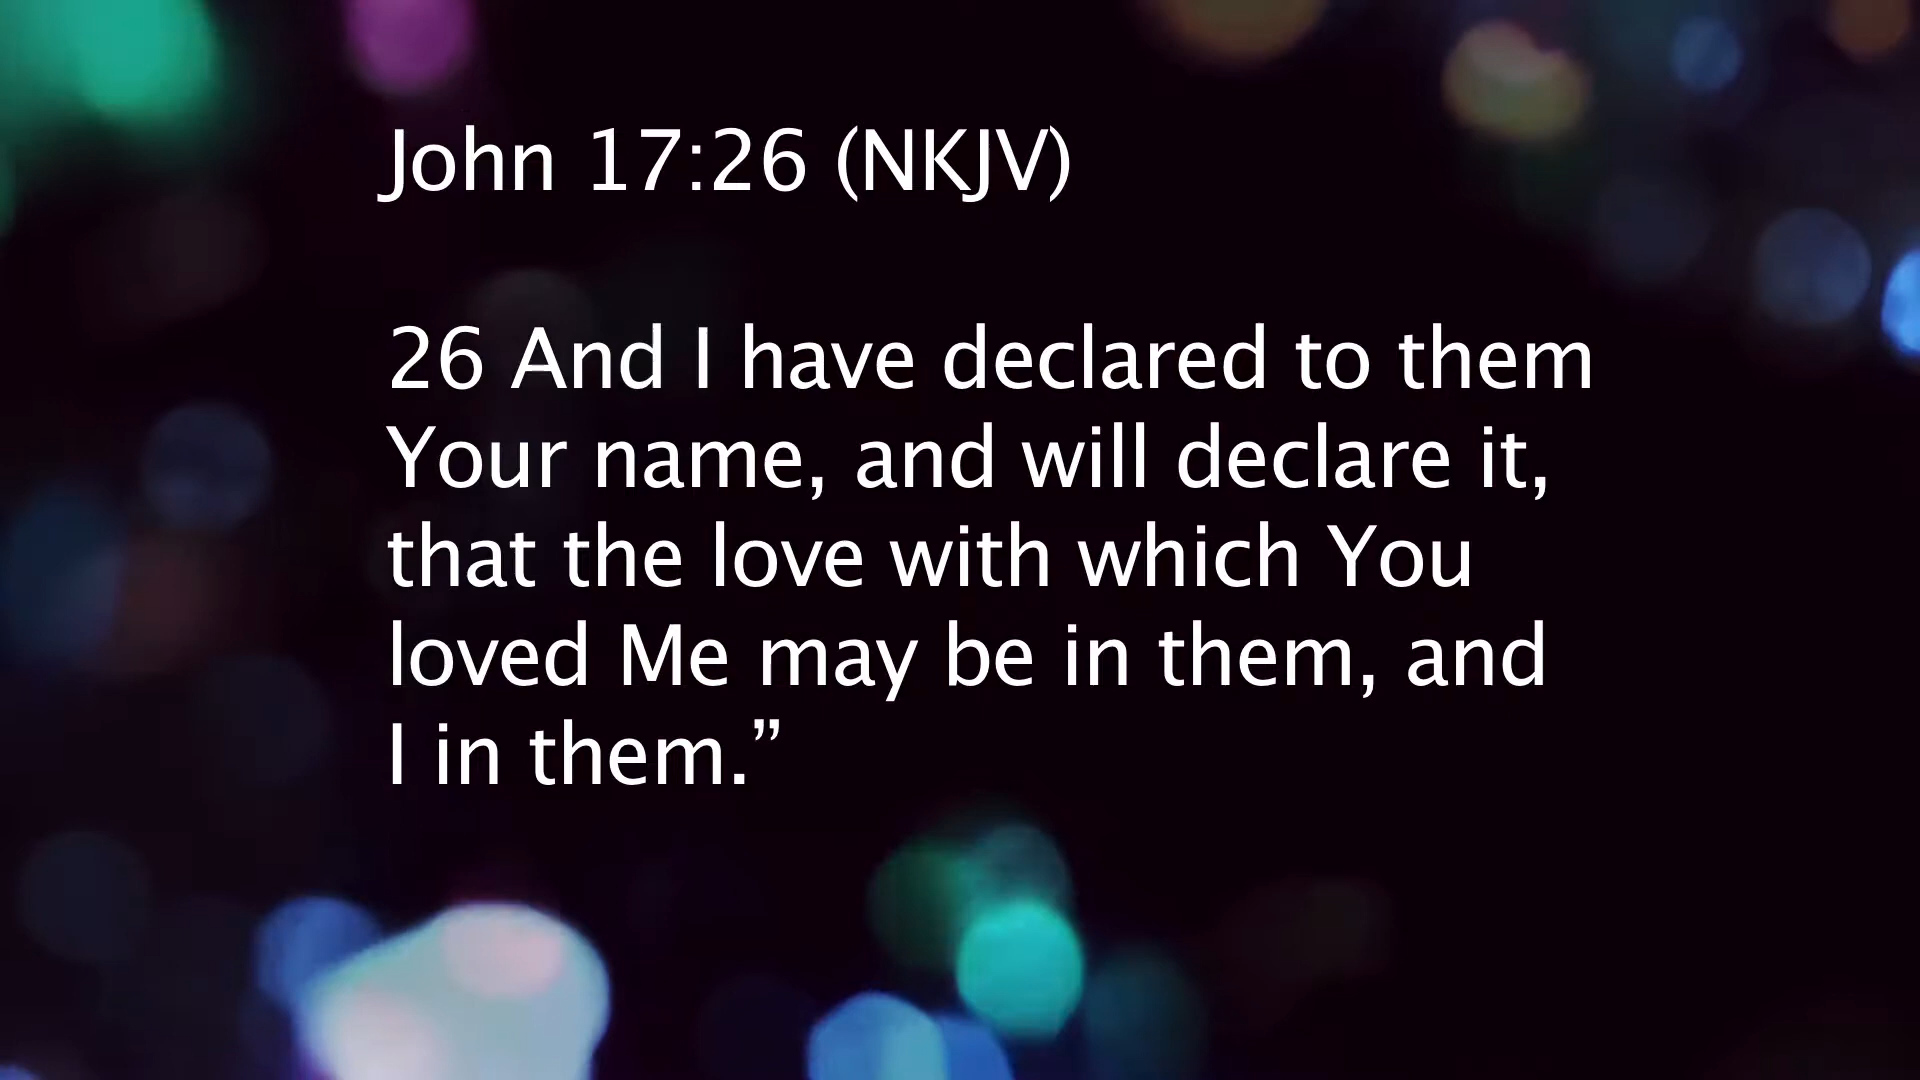 John 17:26 (NKJV)
26 And I have declared to them
Your name, and will declare it,
that the love with which You
loved Me may be in them, and
I in them.”